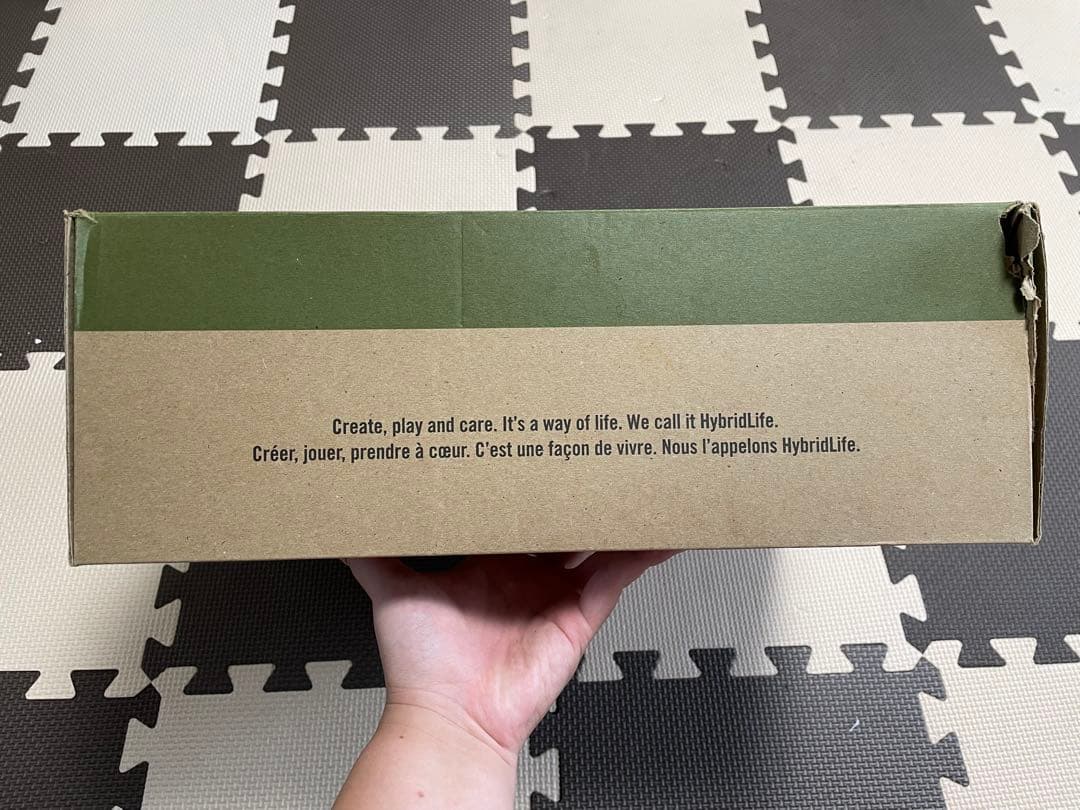 Create, play and care. It's a way of life. We call it HybridLife.
Créer, jouer, prendre à cœur. C'est une façon de vivre. Nous l'appelons HybridLife.